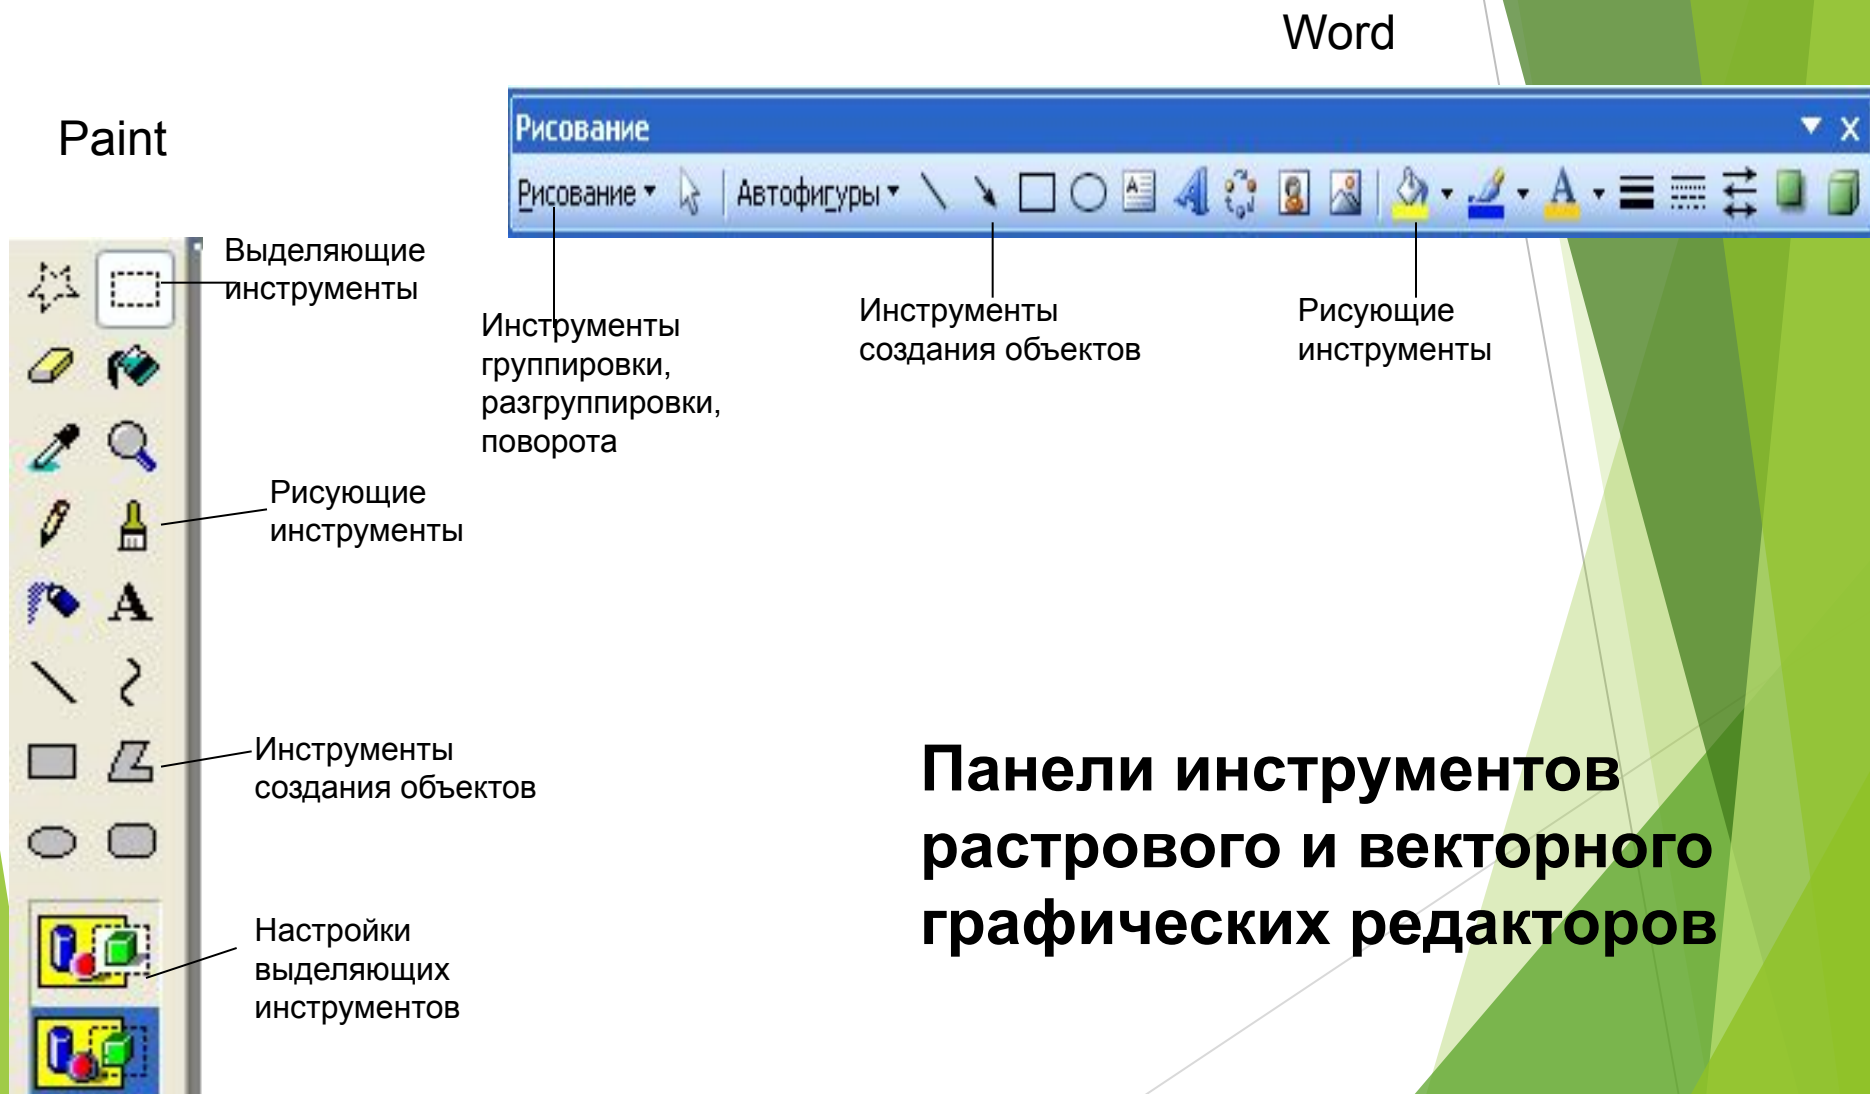 Word
Paint
Рисование
Рисование
Автофигуры
A
A
Выделяющие
инструменты
Инструменты
группировки,
разгруппировки,
поворота
Инструменты
создания объектов
Рисующие
инструменты
Рисующие
инструменты
A
Инструменты
создания объектов
Настройки
выделяющих
инструментов
Панели инструментов
растрового и векторного
графических редакторов